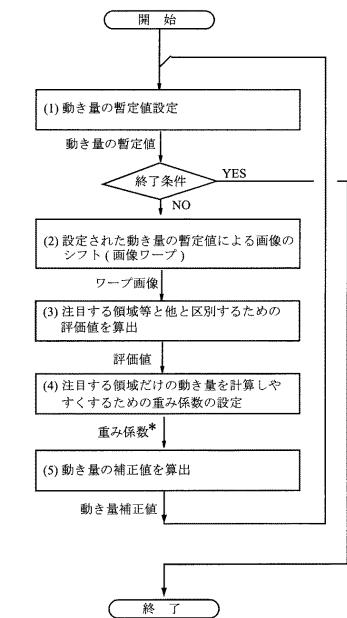 開 始
(1) 動き量の暫定値設定
動き量の暫定値
終了条件
YES
NO
(2) 設定された動き量の暫定値による画像の
シフト ( 画像ワープ )
ワープ画像
(3) 注目する領域等と他と区別するための
評価値を算出
評価値
(4) 注目する領域だけの動き量を計算しや
すくするための重み係数の設定
重み係数*
(5) 動き量の補正値を算出
動き量補正値
終 了